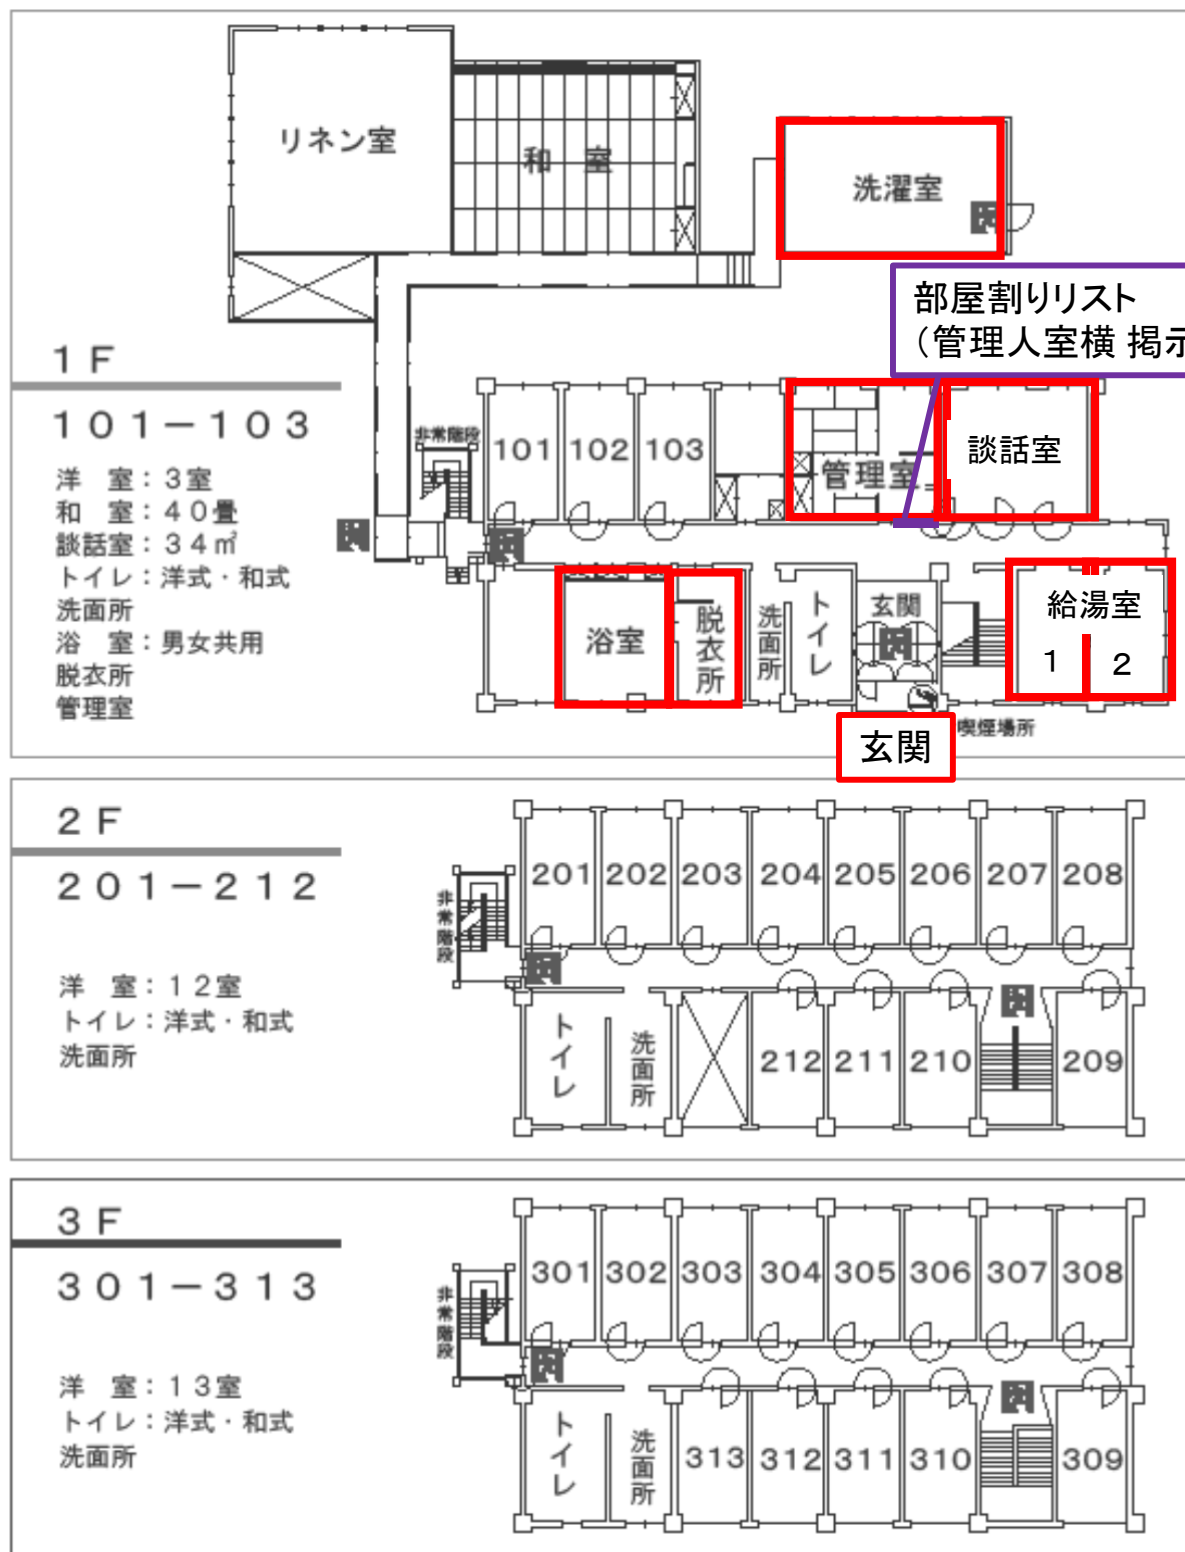 リネン室
和室
洗濯室
部屋割りリスト
（管理人室横 掲示
1F
101－103
洋　室：3室
和　室：40畳
談話室：34㎡
トイレ：洋式・和式
洗面所
浴　室：男女共用
脱衣所
管理室
非常階段
101
102
103
管理室
談話室
浴室
脱衣所
洗面所
トイレ
玄関
給湯室
1
2
玄関
喫煙場所
2F
201－212
洋　室：12室
トイレ：洋式・和式
洗面所
非常階段
201
202
203
204
205
206
207
208
トイレ
洗面所
212
211
210
209
3F
301－313
洋　室：13室
トイレ：洋式・和式
洗面所
非常階段
301
302
303
304
305
306
307
308
トイレ
洗面所
313
312
311
310
309